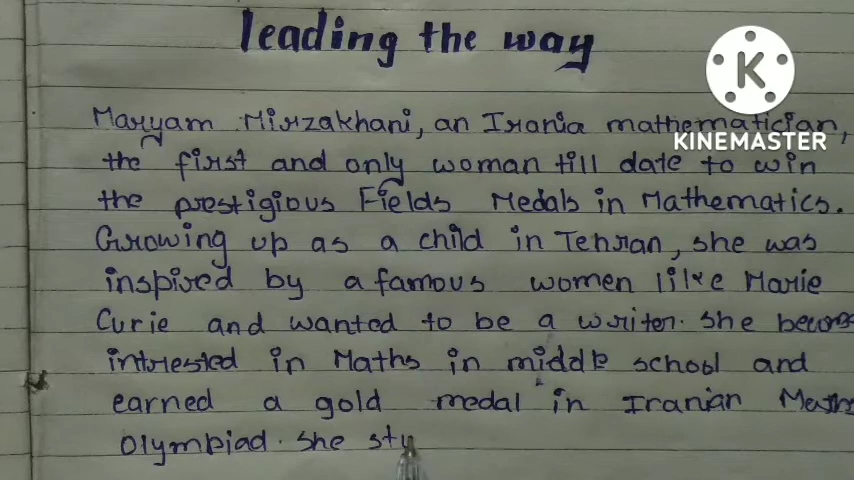 leading the way
K
KINEMASTER
Maryam Mirzakhani, an Irania mathematician,
the first and only woman till date to win
the prestigious Fields Medals in Mathematics.
Growing up as a child in Tehran, she was
inspired by a famous women like Marie
Curie and wanted to be a writer. She
intrested in Maths in middle school and
earned a gold medal in Iranian
Olympiad. She stu